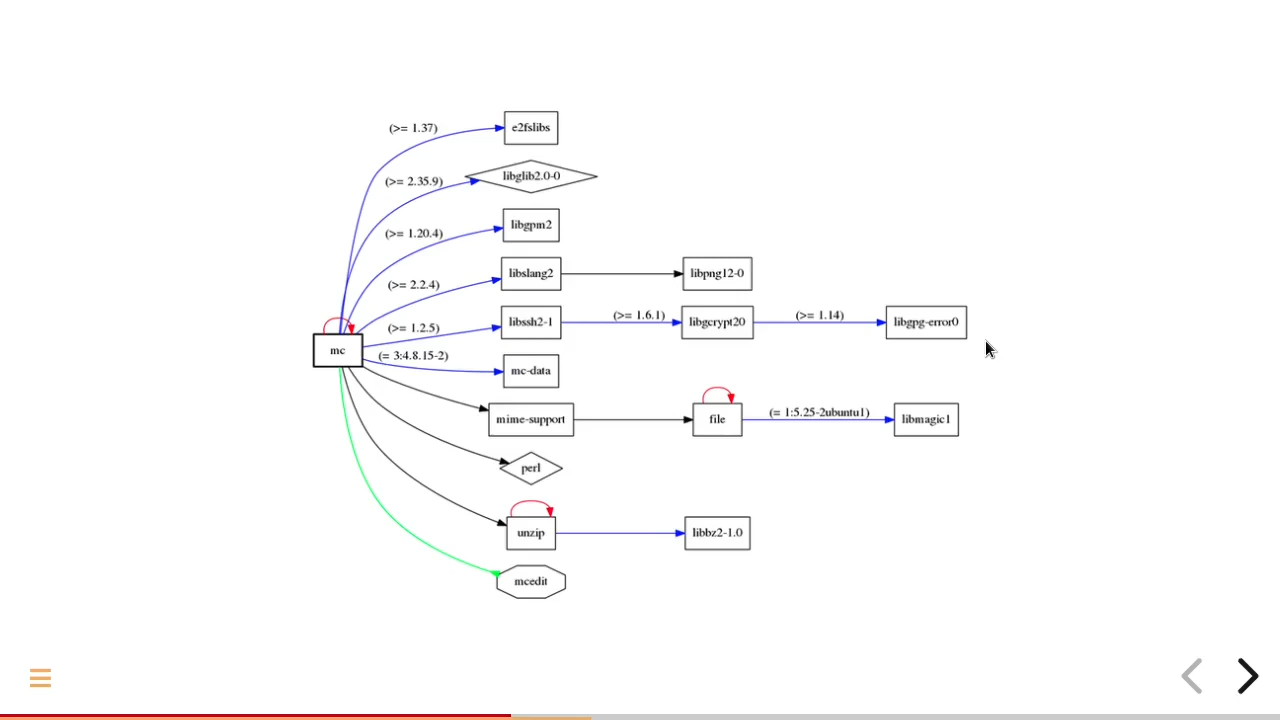 (>= 1.37)
e2fslibs
(>= 2.35.9)
libglib2.0-0
(>= 1.20.4)
libgpm2
(>= 2.2.4)
libslang2
libpng12-0
(>= 1.2.5)
libssh2-1
(>= 1.6.1)
libgcrypt20
(>= 1.14)
libgpg-error0
mc
(= 3:4.8.15-2)
mc-data
mime-support
file
(= 1:5.25-2ubuntu1)
libmagic1
perl
unzip
libbz2-1.0
mcedit